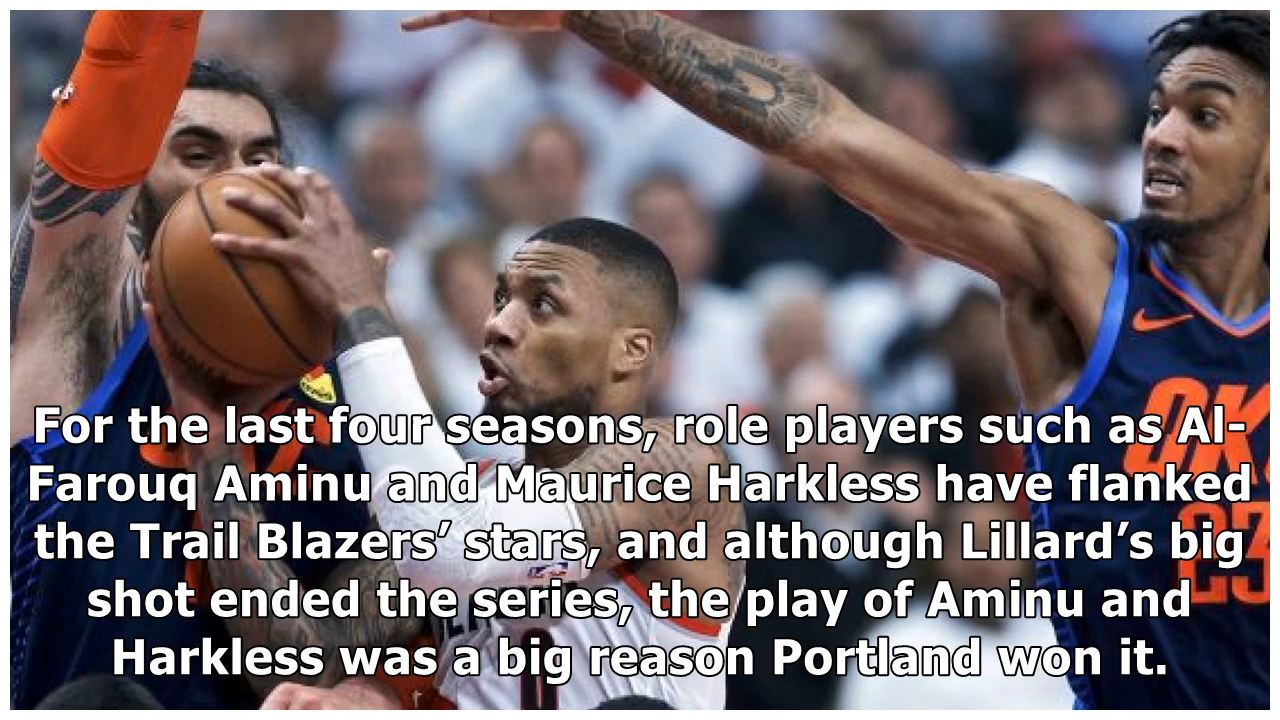 For the last four seasons, role players such as Al-
Farouq Aminu and Maurice Harkless have flanked
the Trail Blazers’ stars, and although Lillard’s big
shot ended the series, the play of Aminu and
Harkless was a big reason Portland won it.
23
0